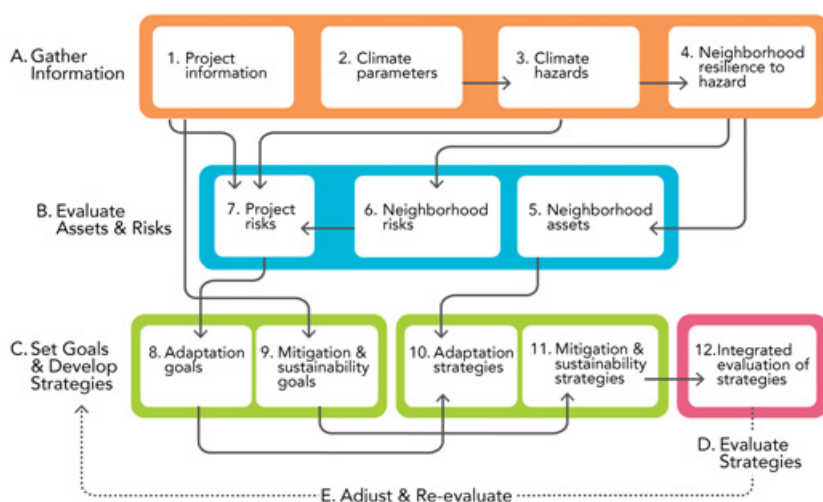 A. Gather
Information
1. Project
information
2. Climate
parameters
3. Climate
hazards
4. Neighborhood
resilience to
hazard
B. Evaluate
Assets & Risks
7. Project
risks
6. Neighborhood
risks
5. Neighborhood
assets
C. Set Goals
& Develop
Strategies
8. Adaptation
goals
9. Mitigation &
sustainability
goals
10. Adaptation
strategies
11. Mitigation &
sustainability
strategies
12. Integrated
evaluation of
strategies
D. Evaluate
Strategies
E. Adjust & Re-evaluate